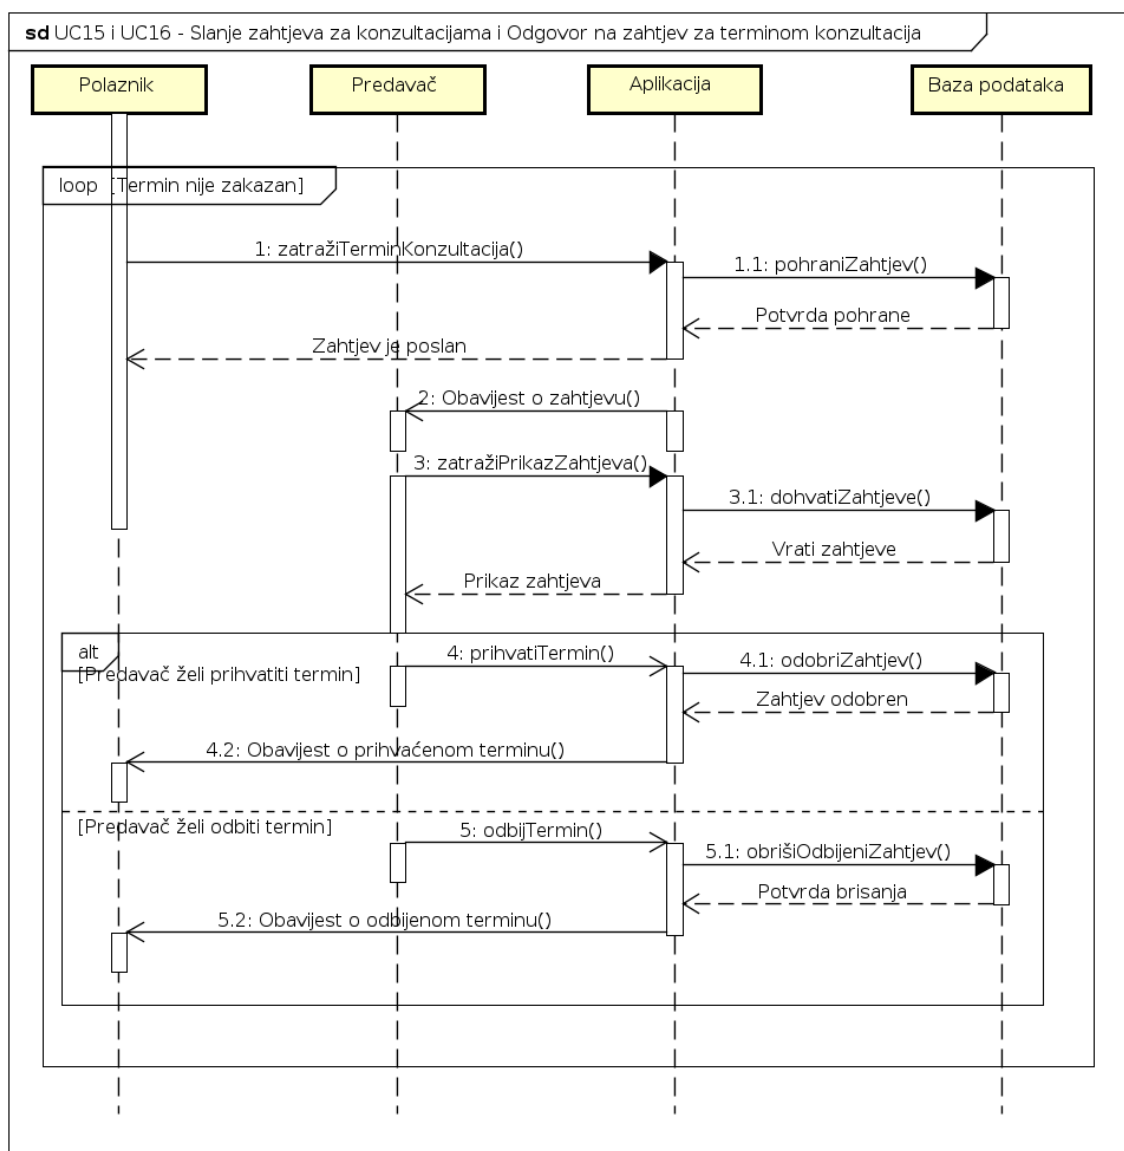 sd UC15 i UC16 - Slanje zahtjeva za konzultacijama i Odgovor na zahtjev za terminom konzultacija
Polaznik
Predavač
Aplikacija
Baza podataka
loop [Termin nije zakazan]
1: zatražiTerminKonzultacija()
1.1: pohraniZahtjev()
Potvrda pohrane
Zahtjev je poslan
2: Obavijest o zahtjevu()
3: zatražiPrikazZahtjeva()
3.1: dohvatiZahtjeve()
Vrati zahtjeve
Prikaz zahtjeva
alt
[Predavač želi prihvatiti termin]
4: prihvatiTermin()
4.1: odobriZahtjev()
Zahtjev odobren
4.2: Obavijest o prihvaćenom terminu()
[Predavač želi odbiti termin]
5: odbijTermin()
5.1: obrišiOdbijeniZahtjev()
Potvrda brisanja
5.2: Obavijest o odbijenom terminu()